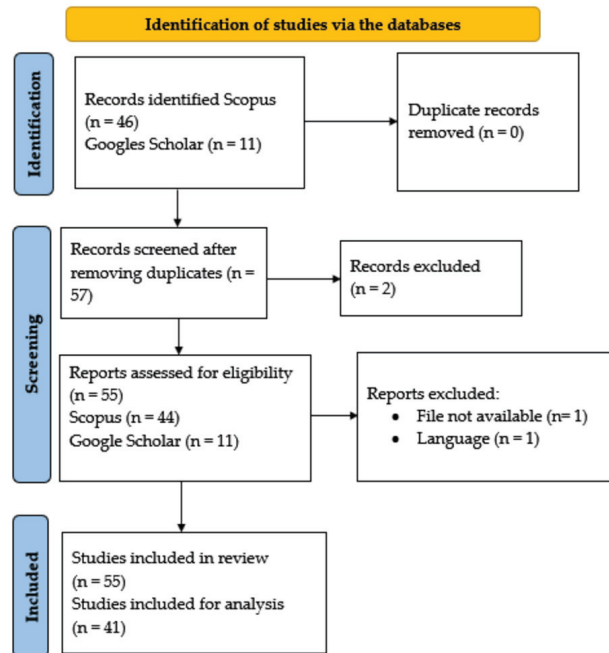 Identification of studies via the databases
Identification
Records identified Scopus
(n = 46)
Googles Scholar (n = 11)
Duplicate records
removed (n = 0)
Screening
Records screened after
removing duplicates (n =
57)
Records excluded
(n = 2)
Reports assessed for eligibility
(n = 55)
Scopus (n = 44)
Google Scholar (n = 11)
Reports excluded:
• File not available (n= 1)
• Language (n = 1)
Included
Studies included in review
(n = 55)
Studies included for analysis
(n = 41)